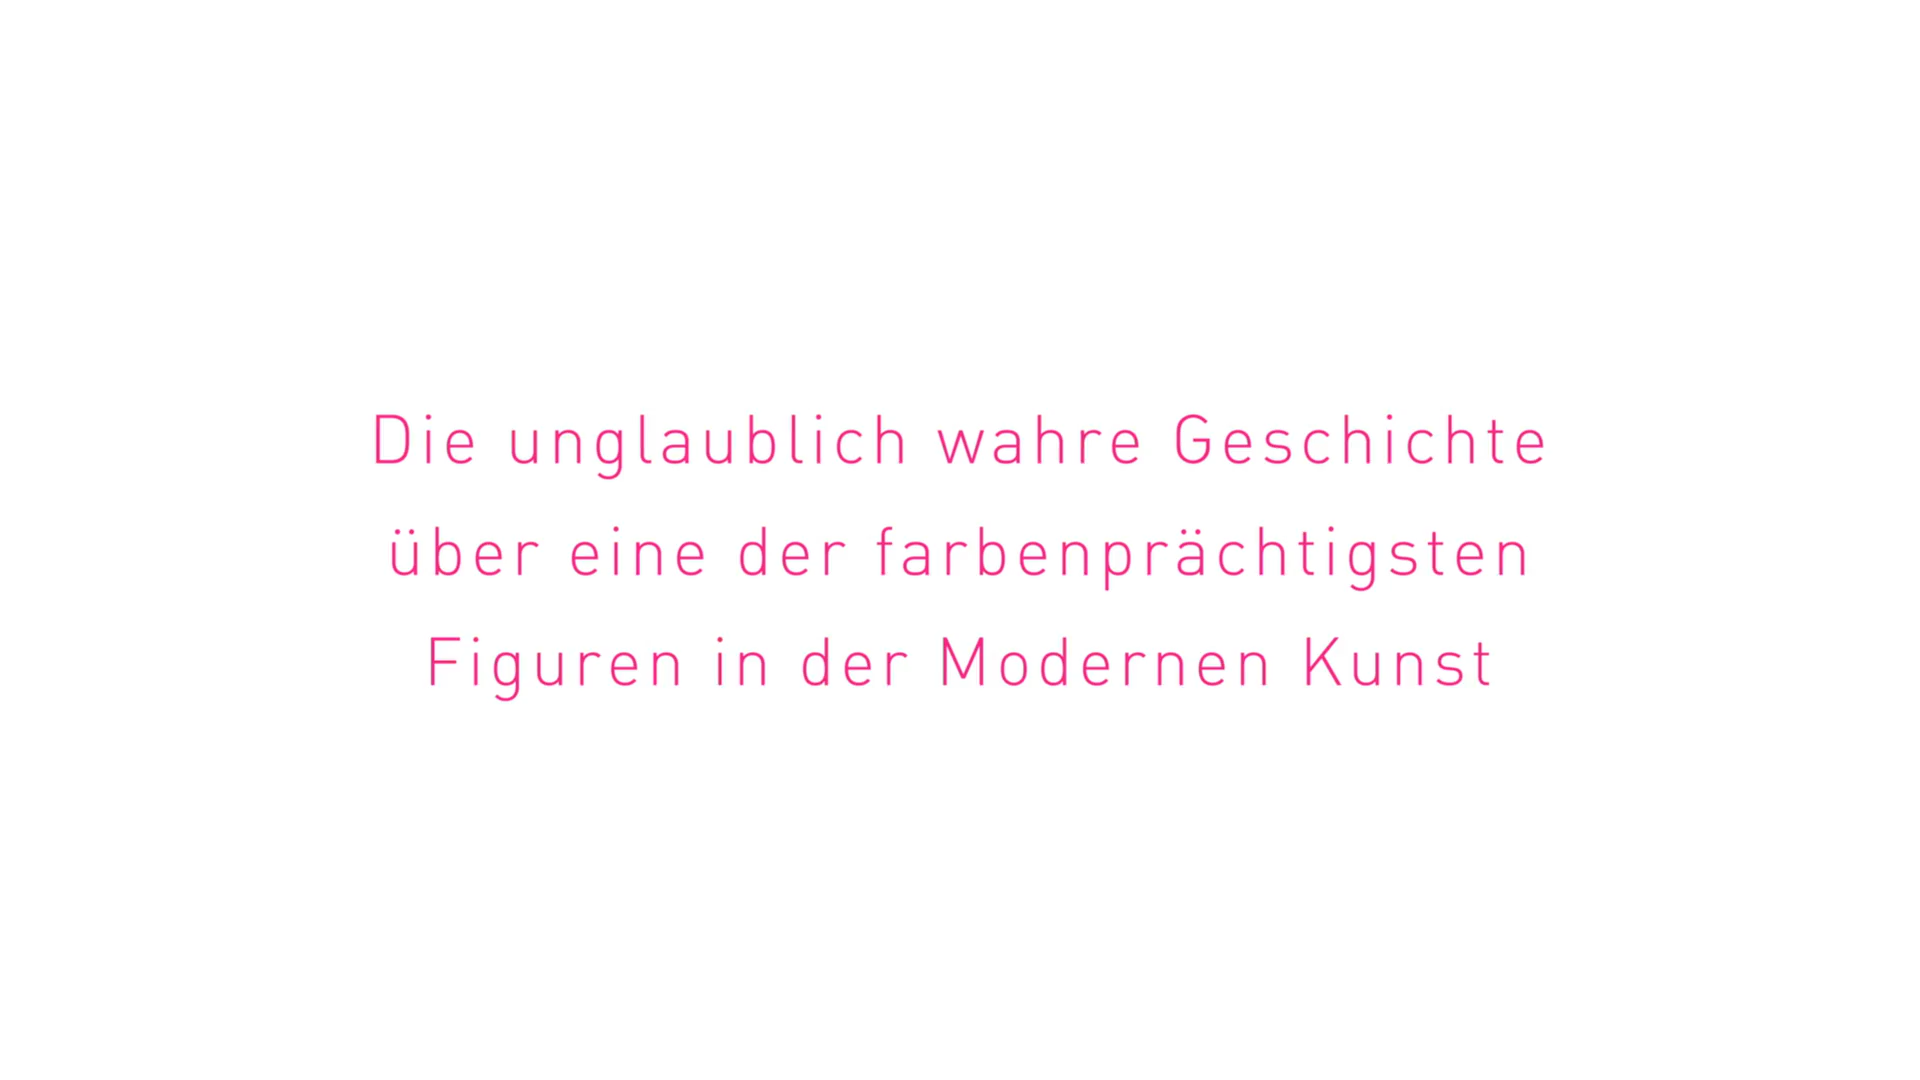 Die unglaublich wahre Geschichte
über eine der farbenprächtigsten
Figuren in der Modernen Kunst